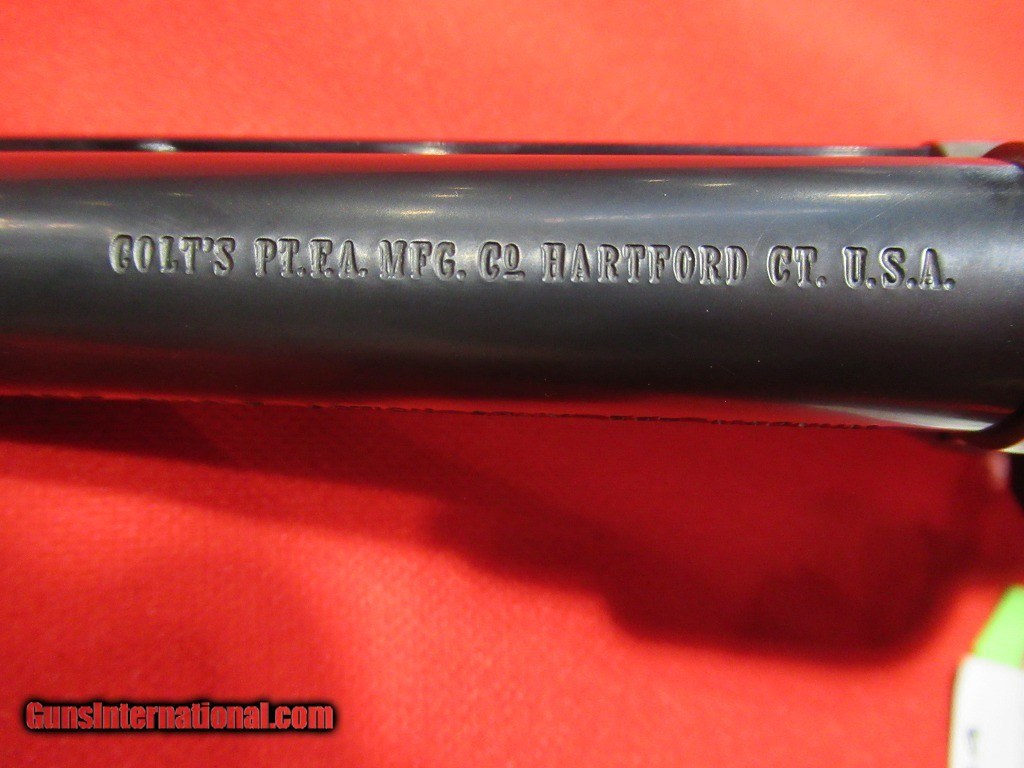 COLT'S PT.F.A. MFG. Co HARTFORD CT. U.S.A.
GunsInternational.com